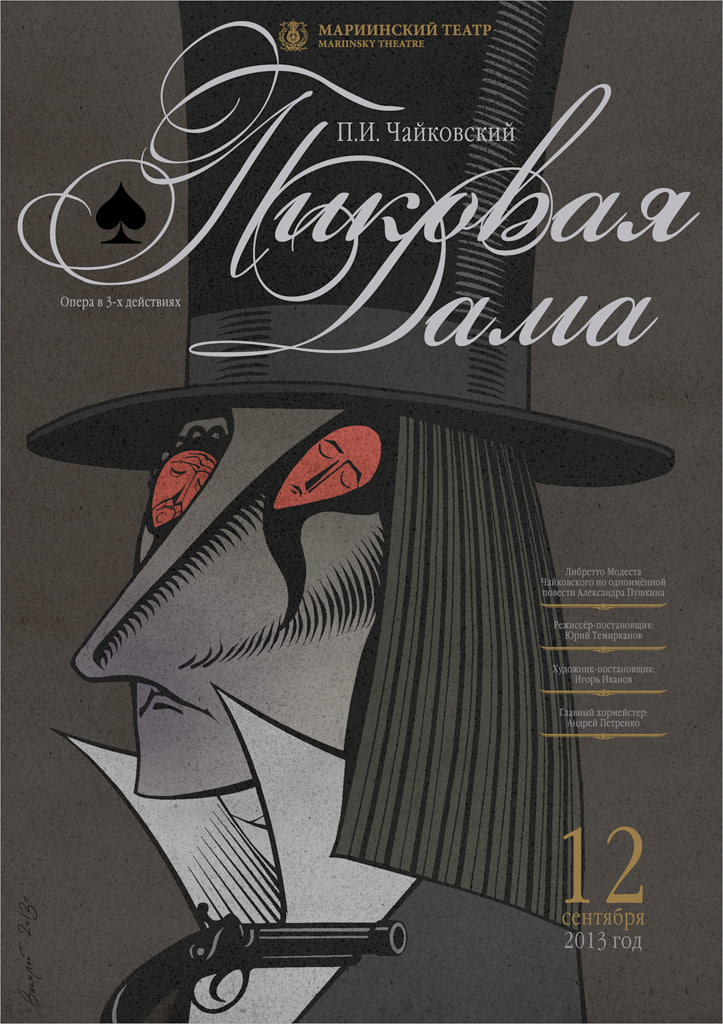 МАРИИНСКИЙ ТЕАТР
MARIINSKY THEATRE
П.И. Чайковский
Пиковая
Дама
Опера в 3-х действиях
Либретто Модеста
Чайковского по одноимённой
повести Александра Пушкина
Режиссёр-постановщик:
Юрий Темирканов
Художник-постановщик:
Игорь Иванов
Главный хормейстер:
Андрей Петренко
12
сентября
2013 год
2013г